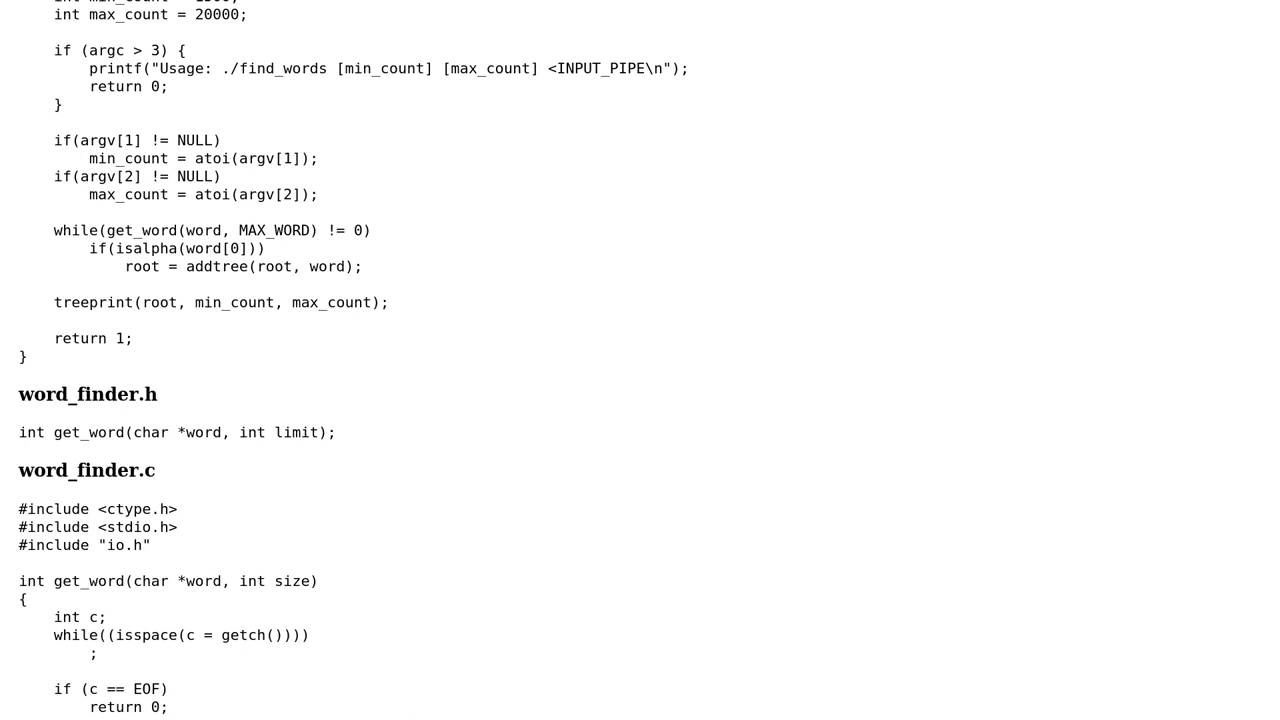 int max_count = 20000;

    if (argc > 3) {
        printf("Usage: ./find_words [min_count] [max_count] <INPUT_PIPE\n");
        return 0;
    }

    if(argv[1] != NULL)
        min_count = atoi(argv[1]);
    if(argv[2] != NULL)
        max_count = atoi(argv[2]);

    while(get_word(word, MAX_WORD) != 0)
        if(isalpha(word[0]))
            root = addtree(root, word);

    treeprint(root, min_count, max_count);

    return 1;
}
word_finder.h
int get_word(char *word, int limit);
word_finder.c
#include <ctype.h>
#include <stdio.h>
#include "io.h"

int get_word(char *word, int size)
{
    int c;
    while((isspace(c = getch())))
        ;

    if (c == EOF)
        return 0;